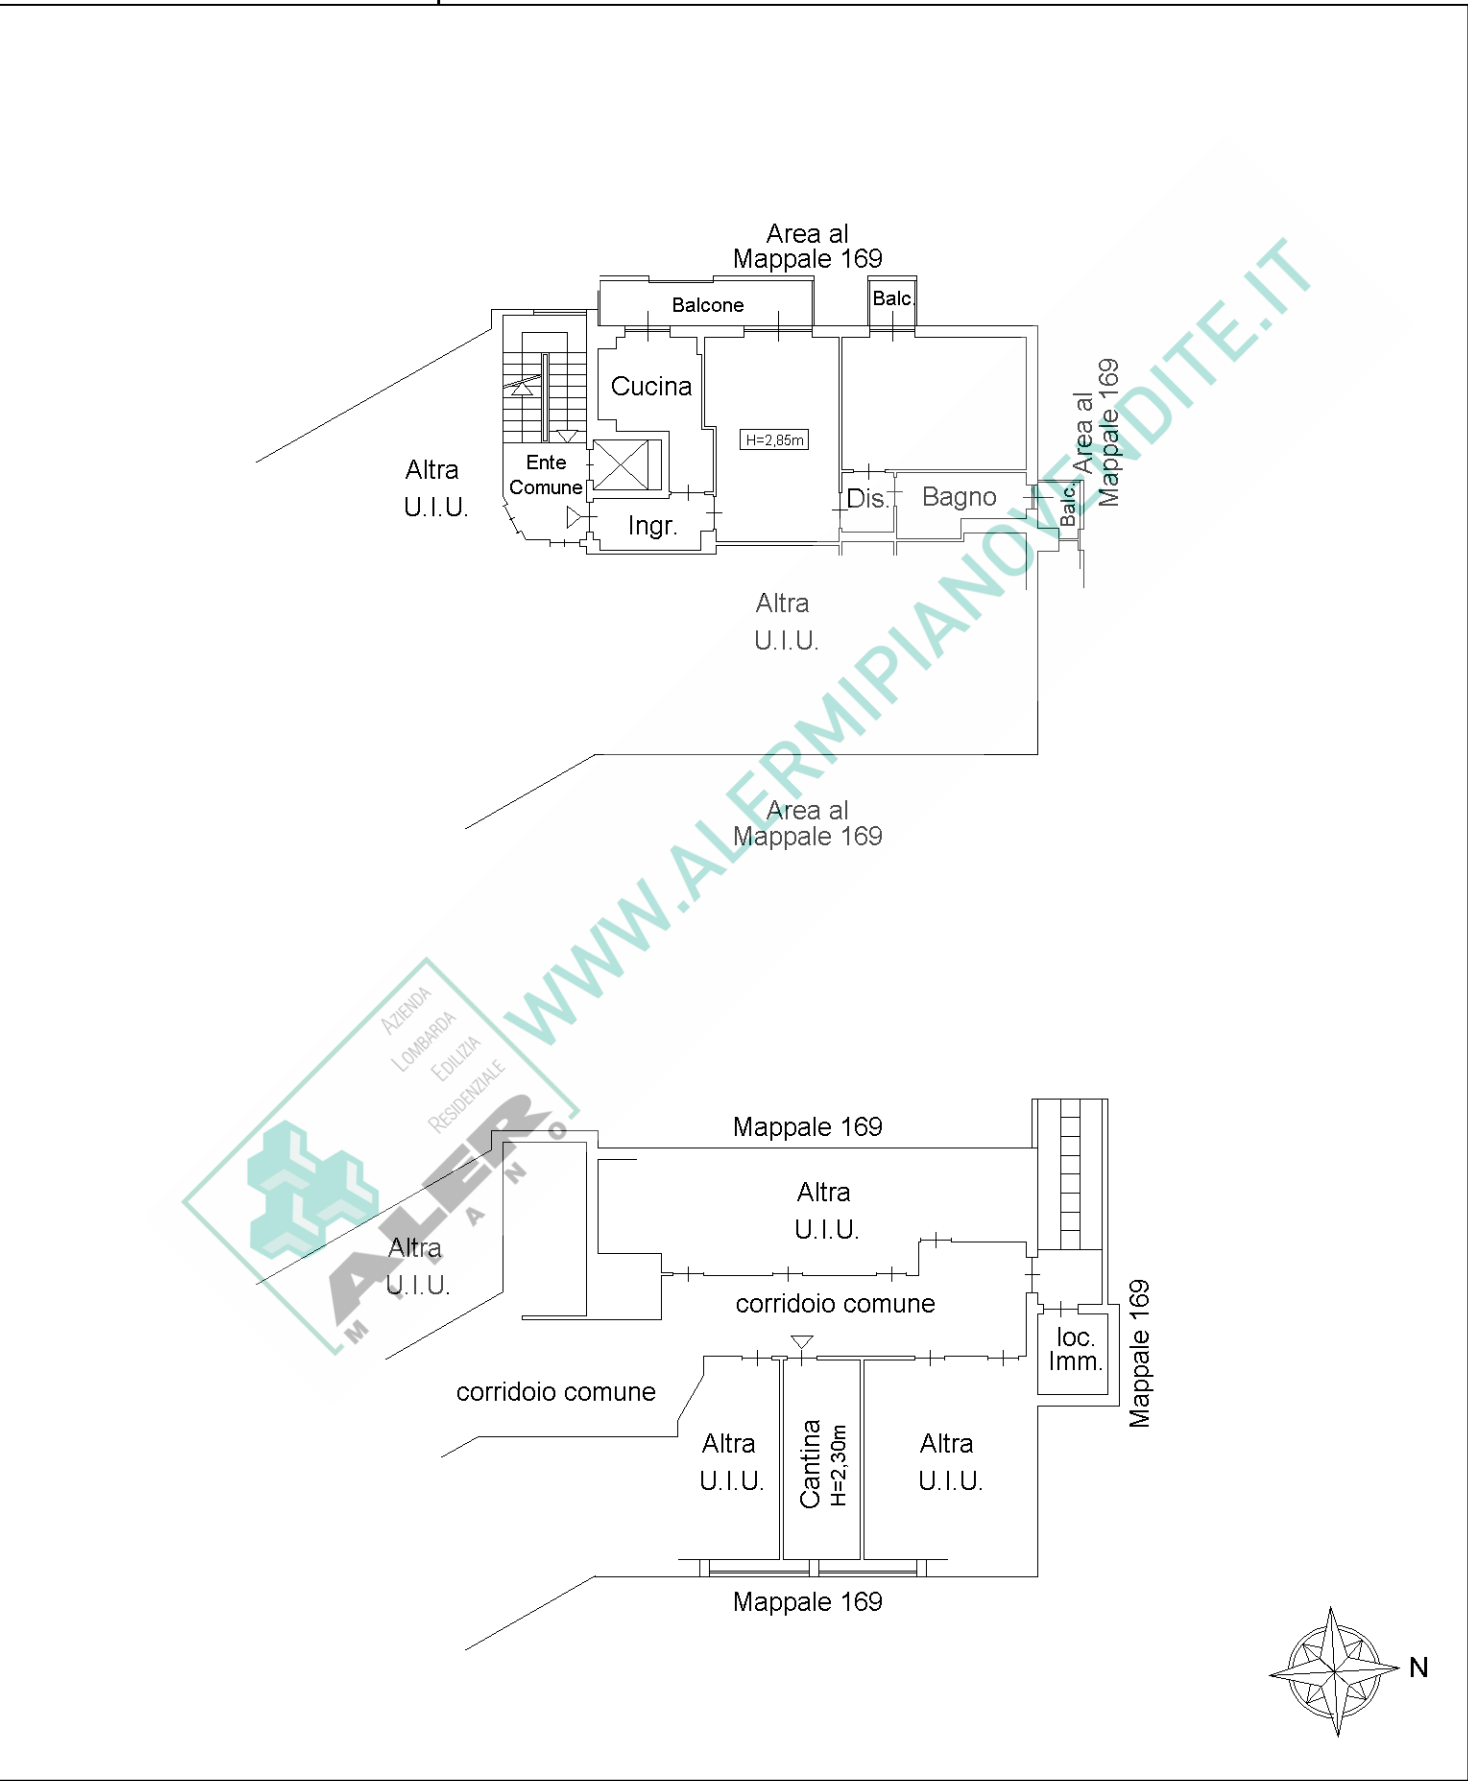 Area al
Mappale 169
Balcone
Balc.
Cucina
H=2,85m
Area al
Mappale 169
Altra
U.I.U.
Ente
Comune
Ingr.
Dis.
Bagno
Balc.
Altra
U.I.U.
Area al
Mappale 169
WWW.ALERMIPIANOVENDITE.IT
AZIENDA
LOMBARDA
EDILIZIA
RESIDENZIALE
ALER
MILANO
Mappale 169
Altra
U.I.U.
Altra
U.I.U.
corridoio comune
loc.
Imm.
Mappale 169
corridoio comune
Altra
U.I.U.
Cantina
H=2,30m
Altra
U.I.U.
Mappale 169
N